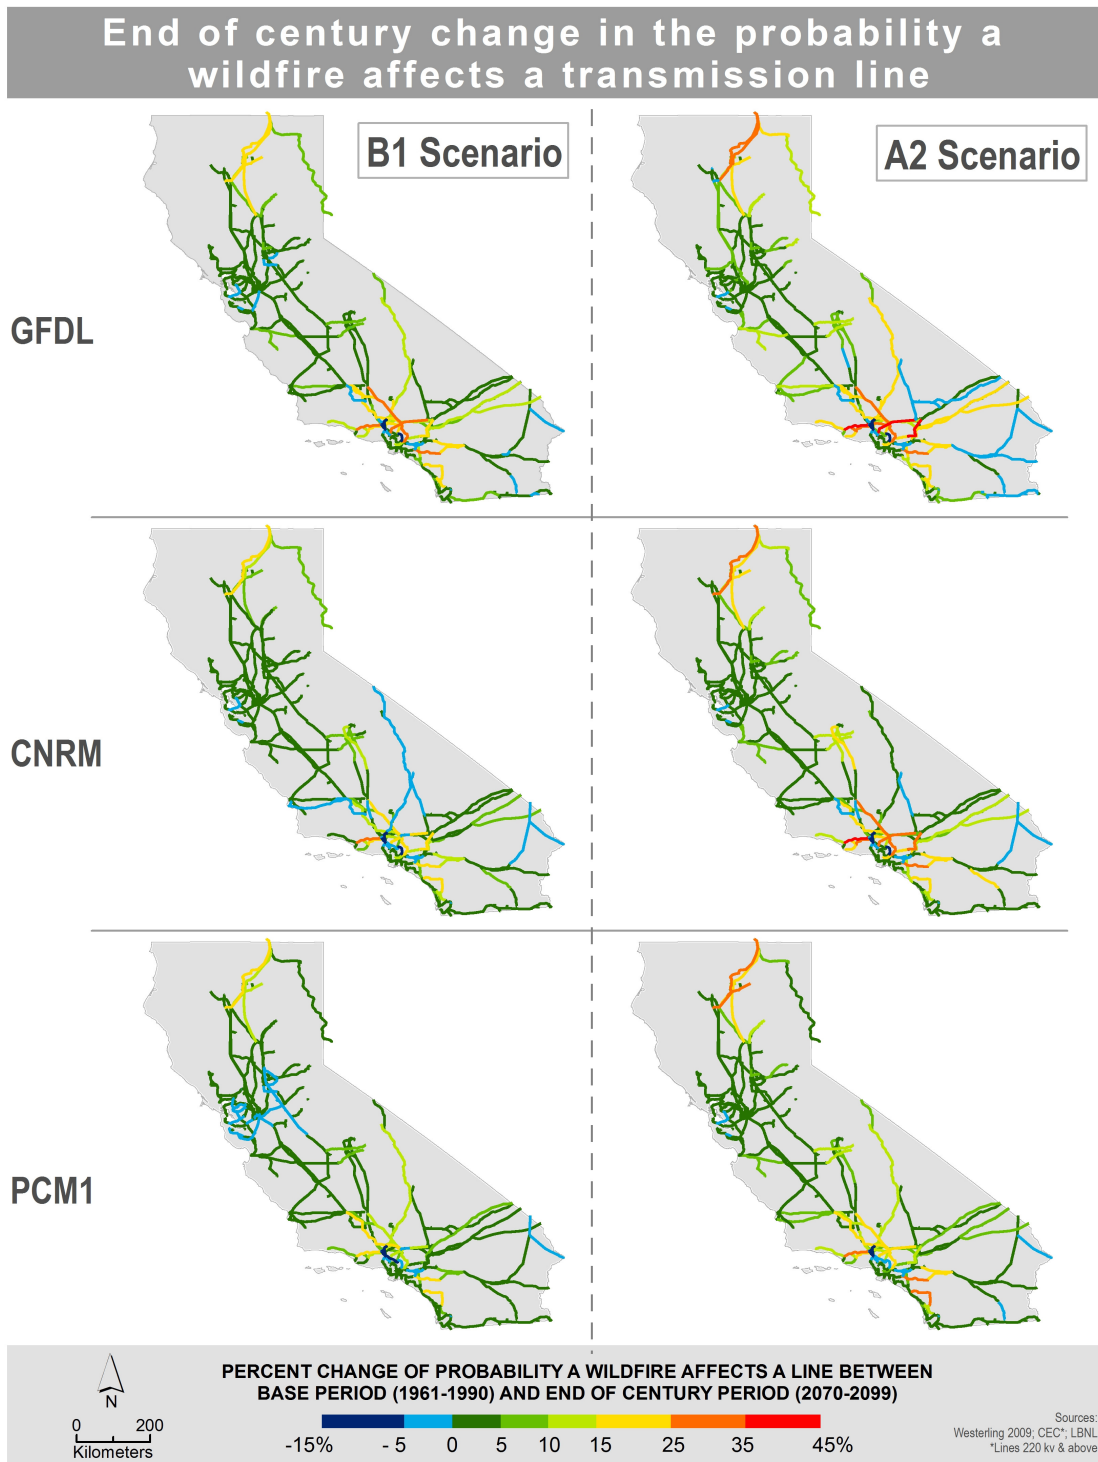 End of century change in the probability a
wildfire affects a transmission line
B1 Scenario
A2 Scenario
GFDL
CNRM
PCM1
N
0 200
Kilometers
PERCENT CHANGE OF PROBABILITY A WILDFIRE AFFECTS A LINE BETWEEN
BASE PERIOD (1961-1990) AND END OF CENTURY PERIOD (2070-2099)
-15% - 5 0 5 10 15 25 35 45%
Sources:
Westerling 2009; CEC*; LBNL
*Lines 220 kv & above